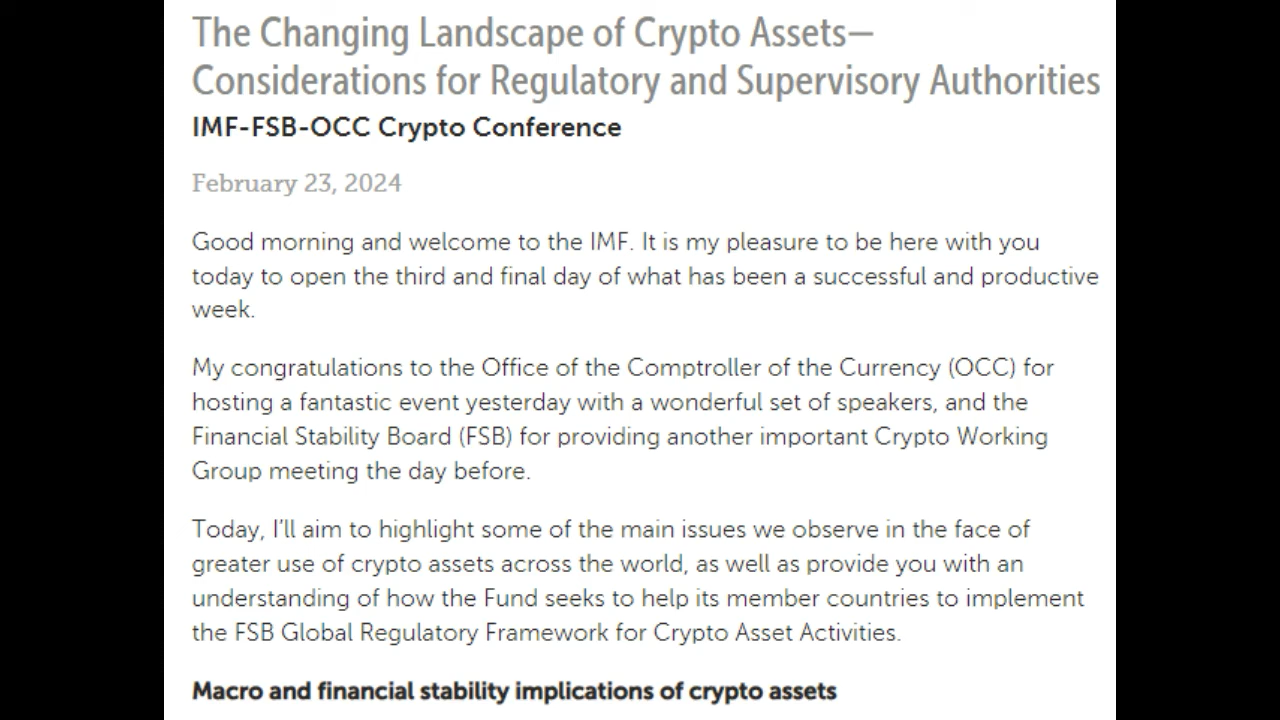 The Changing Landscape of Crypto Assets—
Considerations for Regulatory and Supervisory Authorities
IMF-FSB-OCC Crypto Conference
February 23, 2024
Good morning and welcome to the IMF. It is my pleasure to be here with you
today to open the third and final day of what has been a successful and productive
week.
My congratulations to the Office of the Comptroller of the Currency (OCC) for
hosting a fantastic event yesterday with a wonderful set of speakers, and the
Financial Stability Board (FSB) for providing another important Crypto Working
Group meeting the day before.
Today, I'll aim to highlight some of the main issues we observe in the face of
greater use of crypto assets across the world, as well as provide you with an
understanding of how the Fund seeks to help its member countries to implement
the FSB Global Regulatory Framework for Crypto Asset Activities.
Macro and financial stability implications of crypto assets